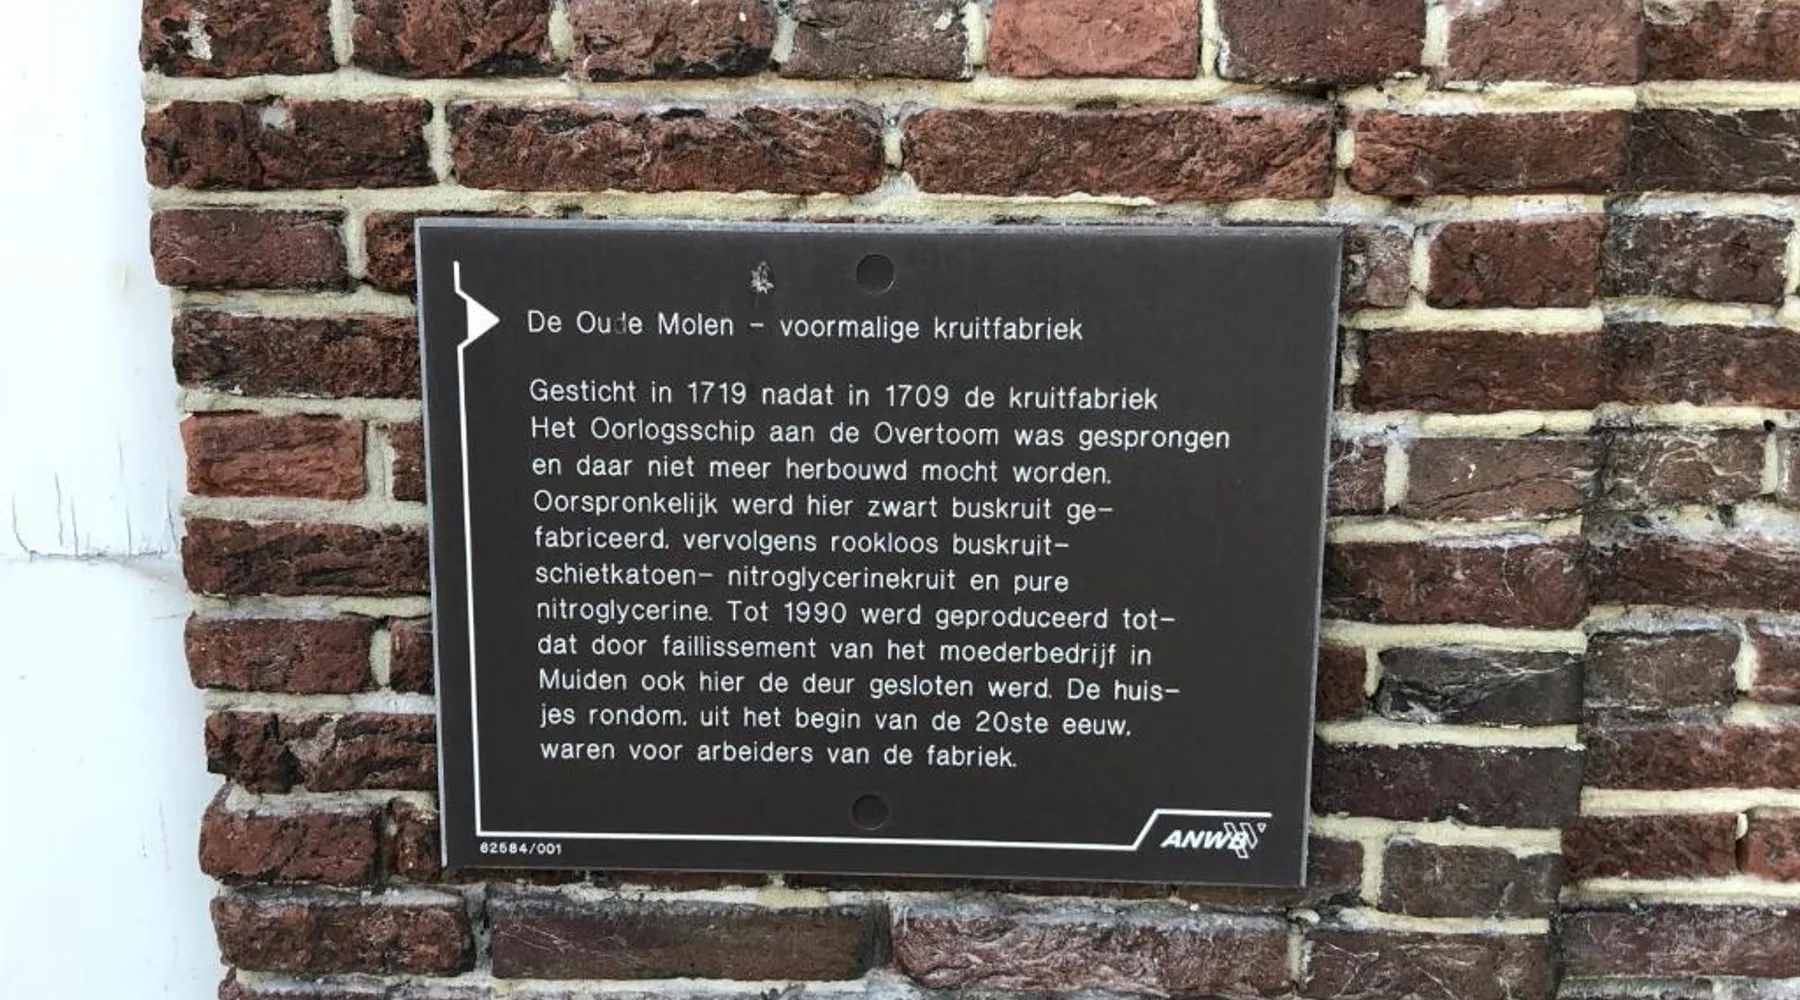 De Oude Molen - voormalige kruitfabriek
Gesticht in 1719 nadat in 1709 de kruitfabriek
Het Oorlogsschip aan de Overtoom was gesprongen
en daar niet meer herbouwd mocht worden.
Oorspronkelijk werd hier zwart buskruit ge-
fabriceerd, vervolgens rookloos buskruit-
schietkatoen- nitroglycerinekruit en pure
nitroglycerine. Tot 1990 werd geproduceerd tot-
dat door faillissement van het moederbedrijf in
Muiden ook hier de deur gesloten werd. De huis-
jes rondom, uit het begin van de 20ste eeuw,
waren voor arbeiders van de fabriek.
62584/001
ANWB